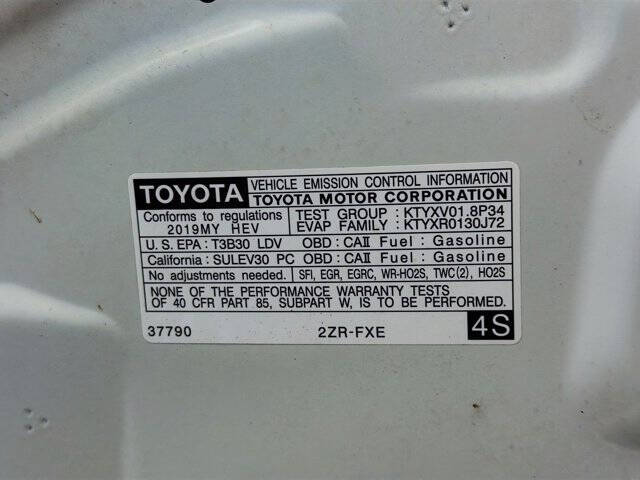 TOYOTA VEHICLE EMISSION CONTROL INFORMATION
TOYOTA MOTOR CORPORATION
Conforms to regulations
2019MY HEV
TEST GROUP : KTYXV01.8P34
EVAP FAMILY : KTYXR0130J72
U.S. EPA : T3B30 LDV OBD : CAII Fuel : Gasoline
California : SULEV30 PC OBD : CAII Fuel : Gasoline
No adjustments needed. SFI, EGR, EGRC, WR-HO2S, TWC(2), HO2S
NONE OF THE PERFORMANCE WARRANTY TESTS
OF 40 CFR PART 85, SUBPART W, IS TO BE PERFORMED.
37790 2ZR-FXE 4S